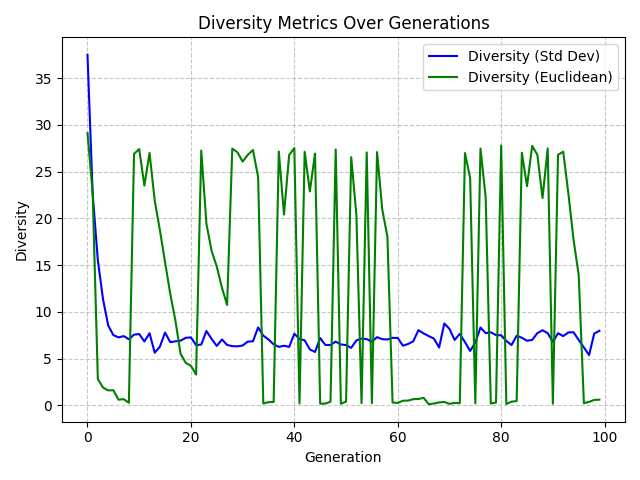 Diversity Metrics Over Generations
Diversity (Std Dev)
Diversity (Euclidean)
Diversity
35
30
25
20
15
10
5
0
0 20 40 60 80 100
Generation